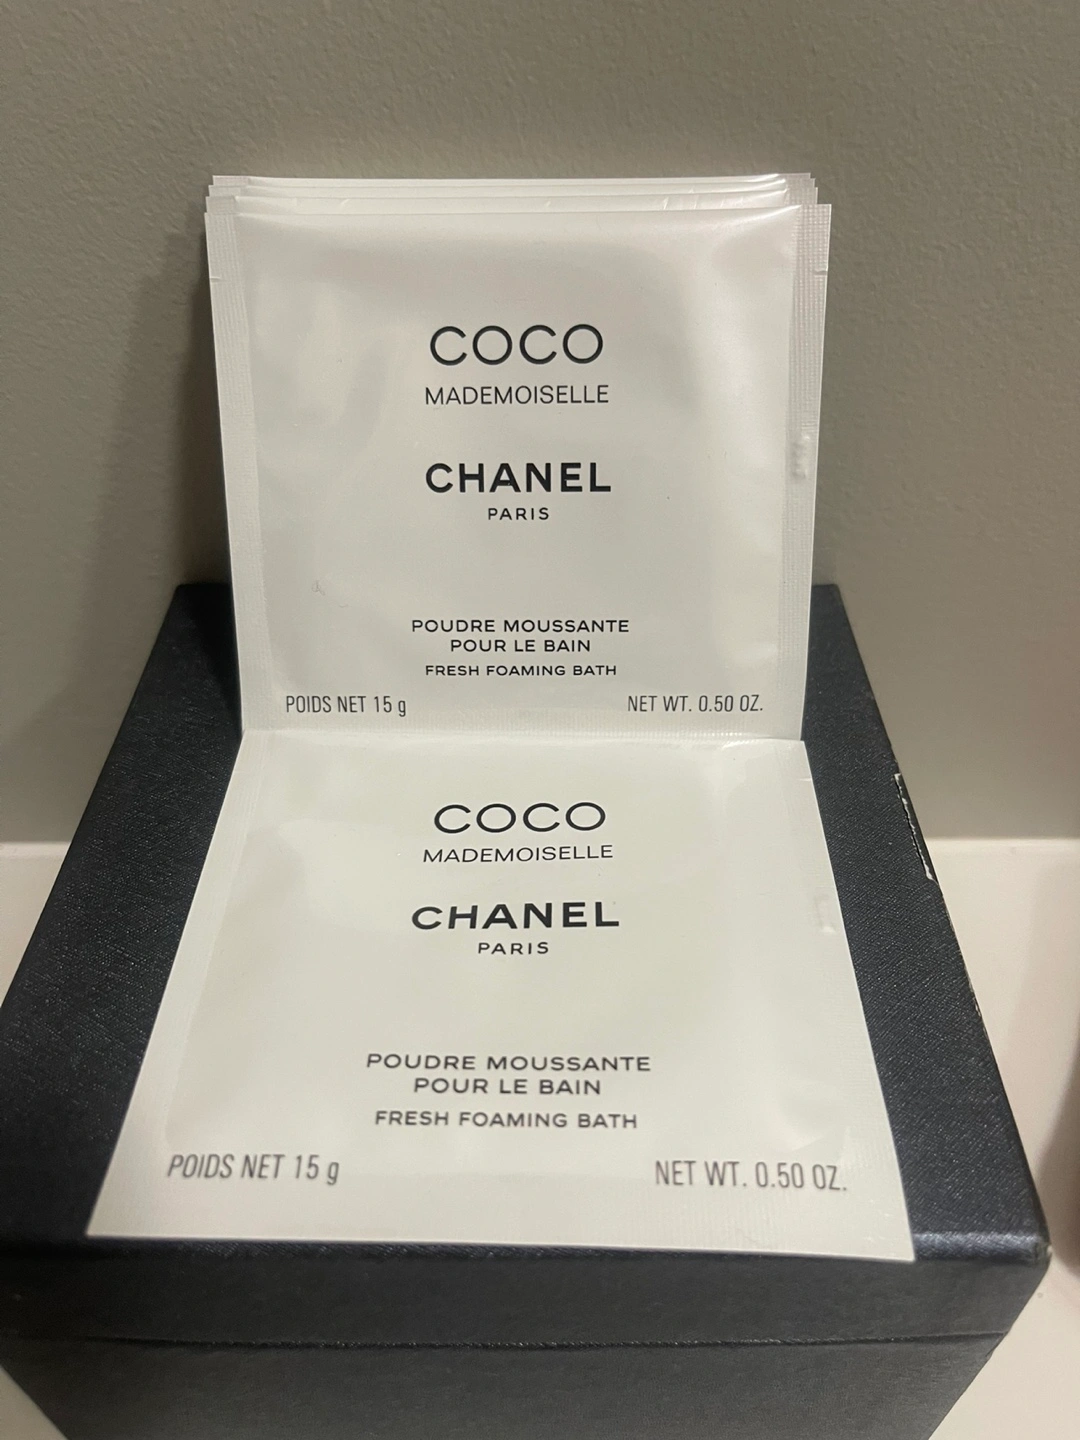 COCO
MADEMOISELLE
CHANEL
PARIS
POUDRE MOUSSANTE
POUR LE BAIN
FRESH FOAMING BATH
POIDS NET 15 g NET WT. 0.50 OZ.
COCO
MADEMOISELLE
CHANEL
PARIS
POUDRE MOUSSANTE
POUR LE BAIN
FRESH FOAMING BATH
POIDS NET 15 g NET WT. 0.50 OZ.